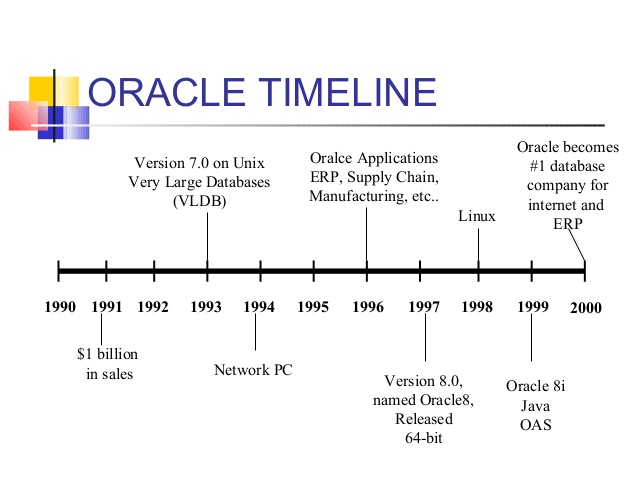 ORACLE TIMELINE
Version 7.0 on Unix
Very Large Databases
(VLDB)
Oralce Applications
ERP, Supply Chain,
Manufacturing, etc..
Linux
Oracle becomes
#1 database
company for
internet and
ERP
1990 1991 1992 1993 1994 1995 1996 1997 1998 1999 2000
$1 billion
in sales
Network PC
Version 8.0,
named Oracle8,
Released
64-bit
Oracle 8i
Java
OAS